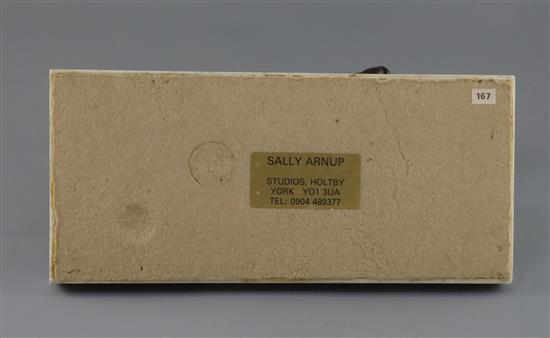 167
SALLY ARNUP
STUDIOS, HOLTBY
YORK YO1 3UA
TEL: 0904 489377